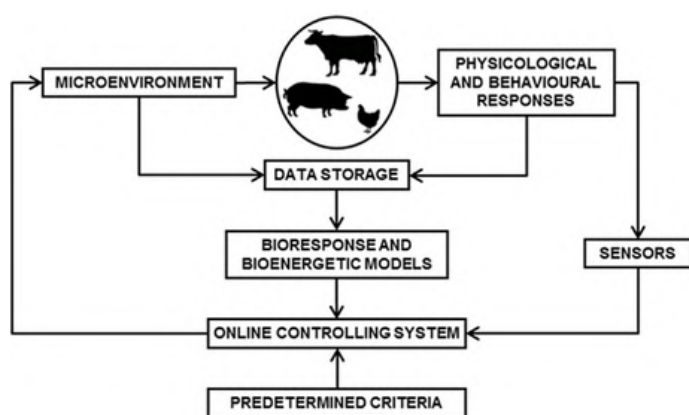 MICROENVIRONMENT
PHYSICOLOGICAL
AND BEHAVIOURAL
RESPONSES
DATA STORAGE
BIORESPONSE AND
BIOENERGETIC MODELS
SENSORS
ONLINE CONTROLLING SYSTEM
PREDETERMINED CRITERIA